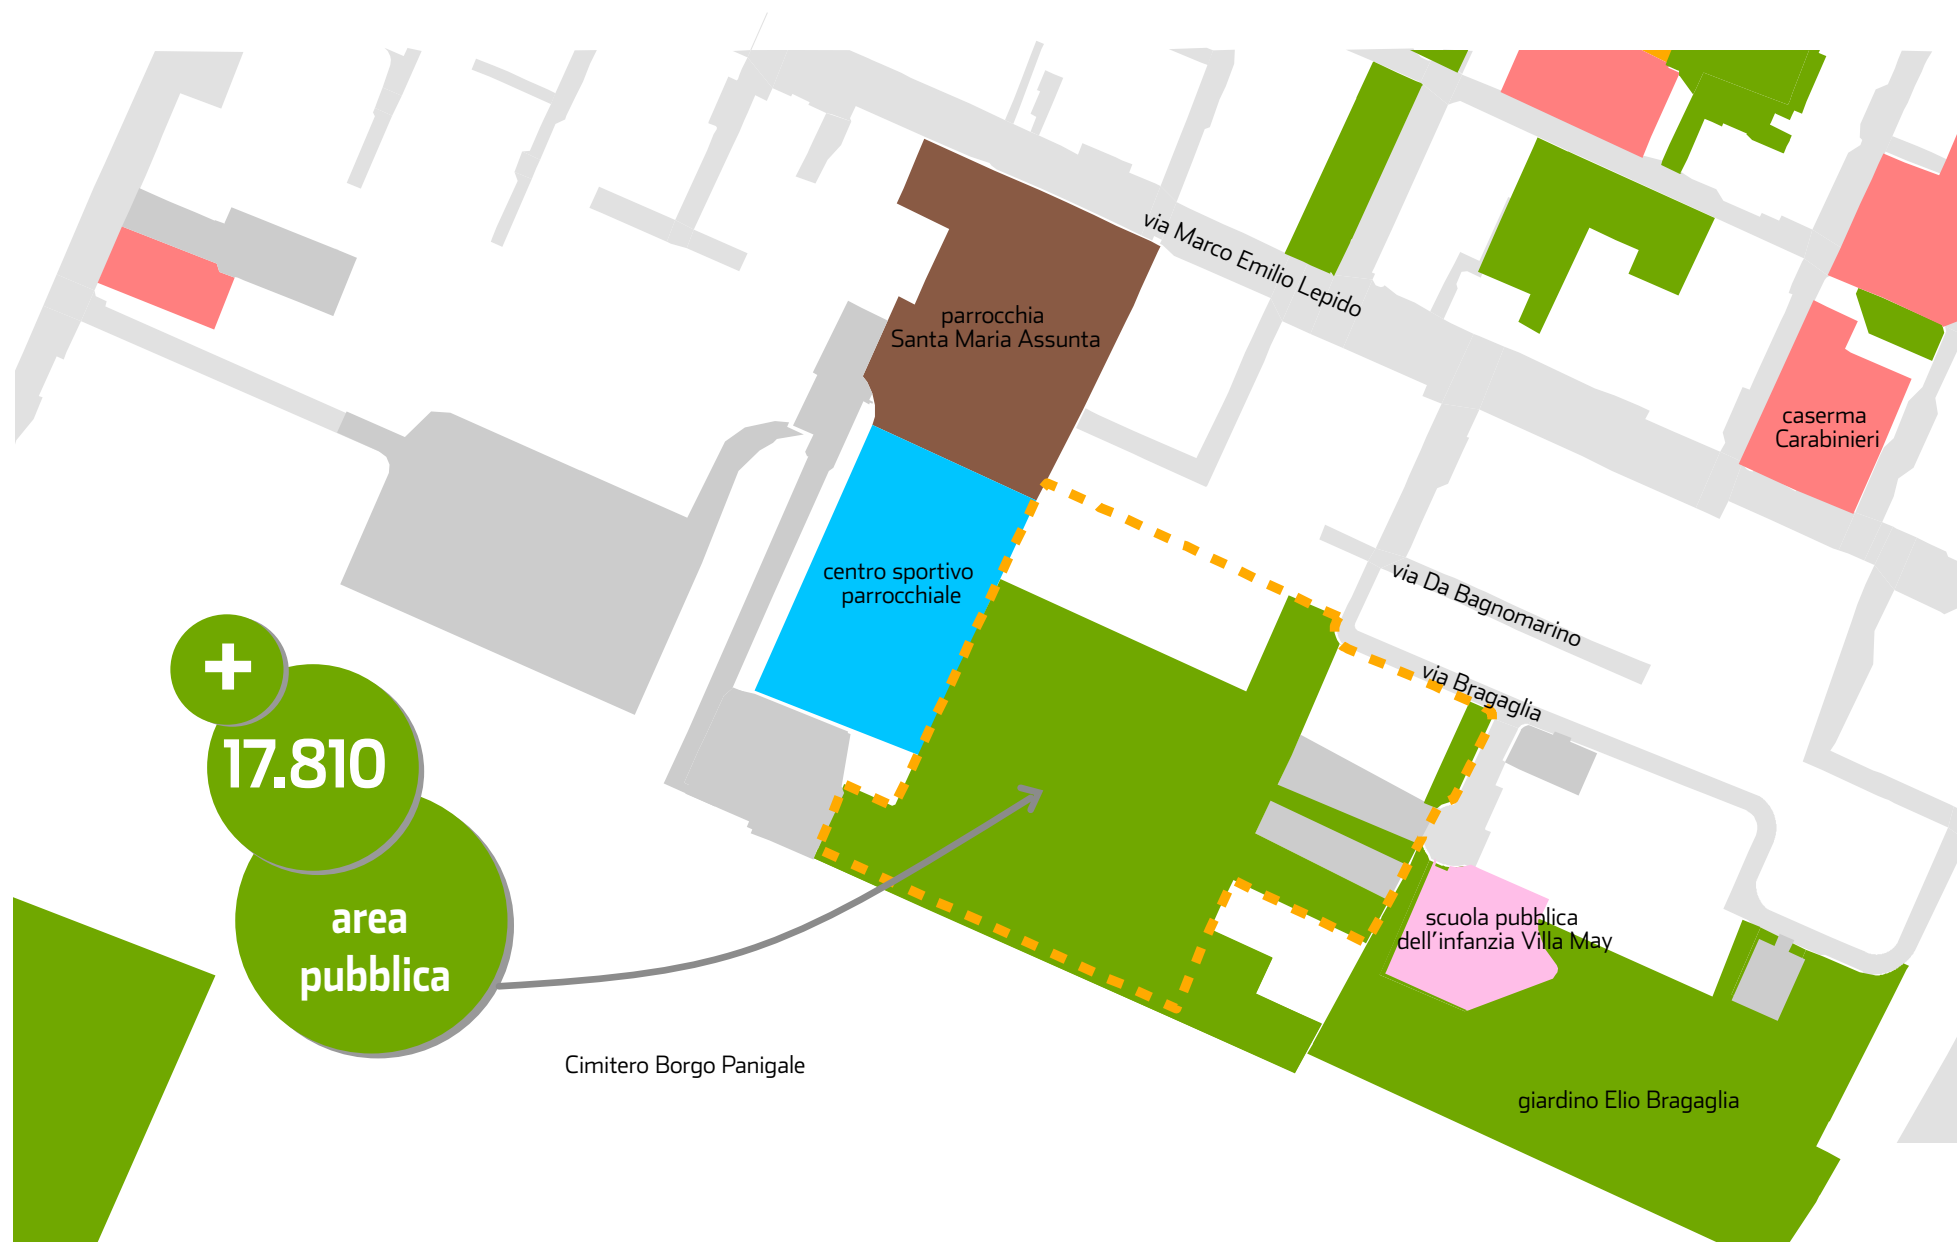 via Marco Emilio Lepido
parrocchia
Santa Maria Assunta
caserma
Carabinieri
centro sportivo
parrocchiale
via Da Bagnomarino
via Bragaglia
+
17.810
area
pubblica
scuola pubblica
dell'infanzia Villa May
Cimitero Borgo Panigale
giardino Elio Bragaglia